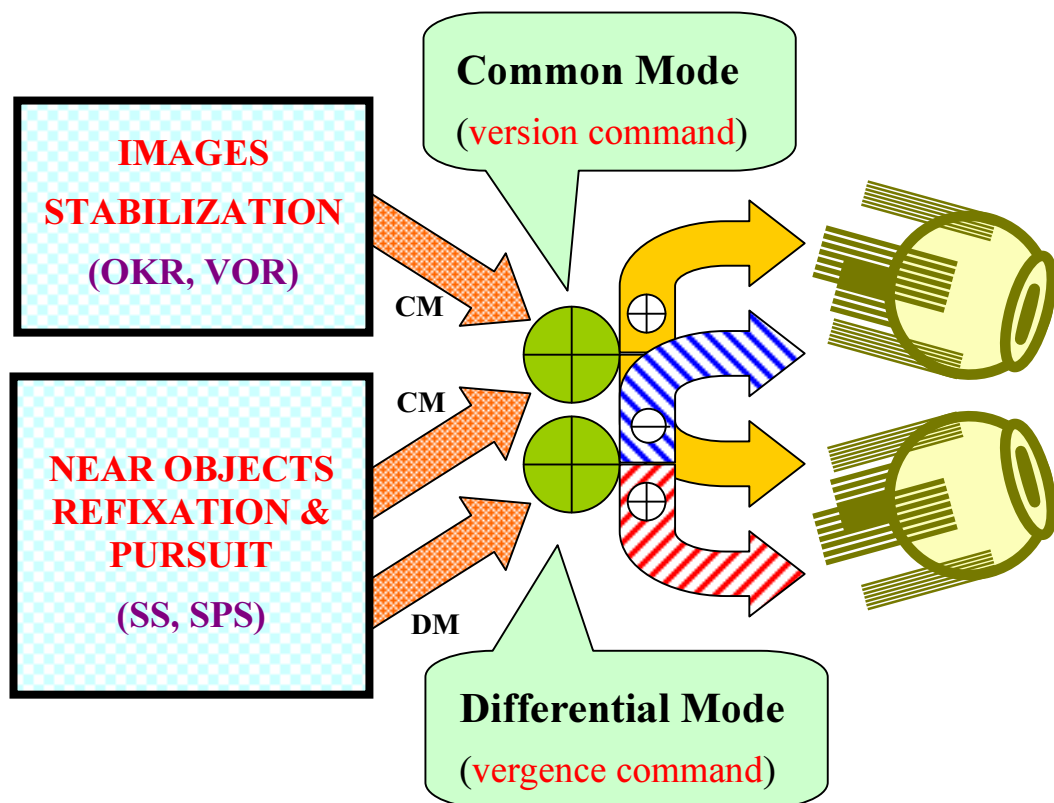 Common Mode
(version command)
IMAGES
STABILIZATION
(OKR, VOR)
CM
CM
NEAR OBJECTS
REFIXATION &
PURSUIT
(SS, SPS)
DM
Differential Mode
(vergence command)